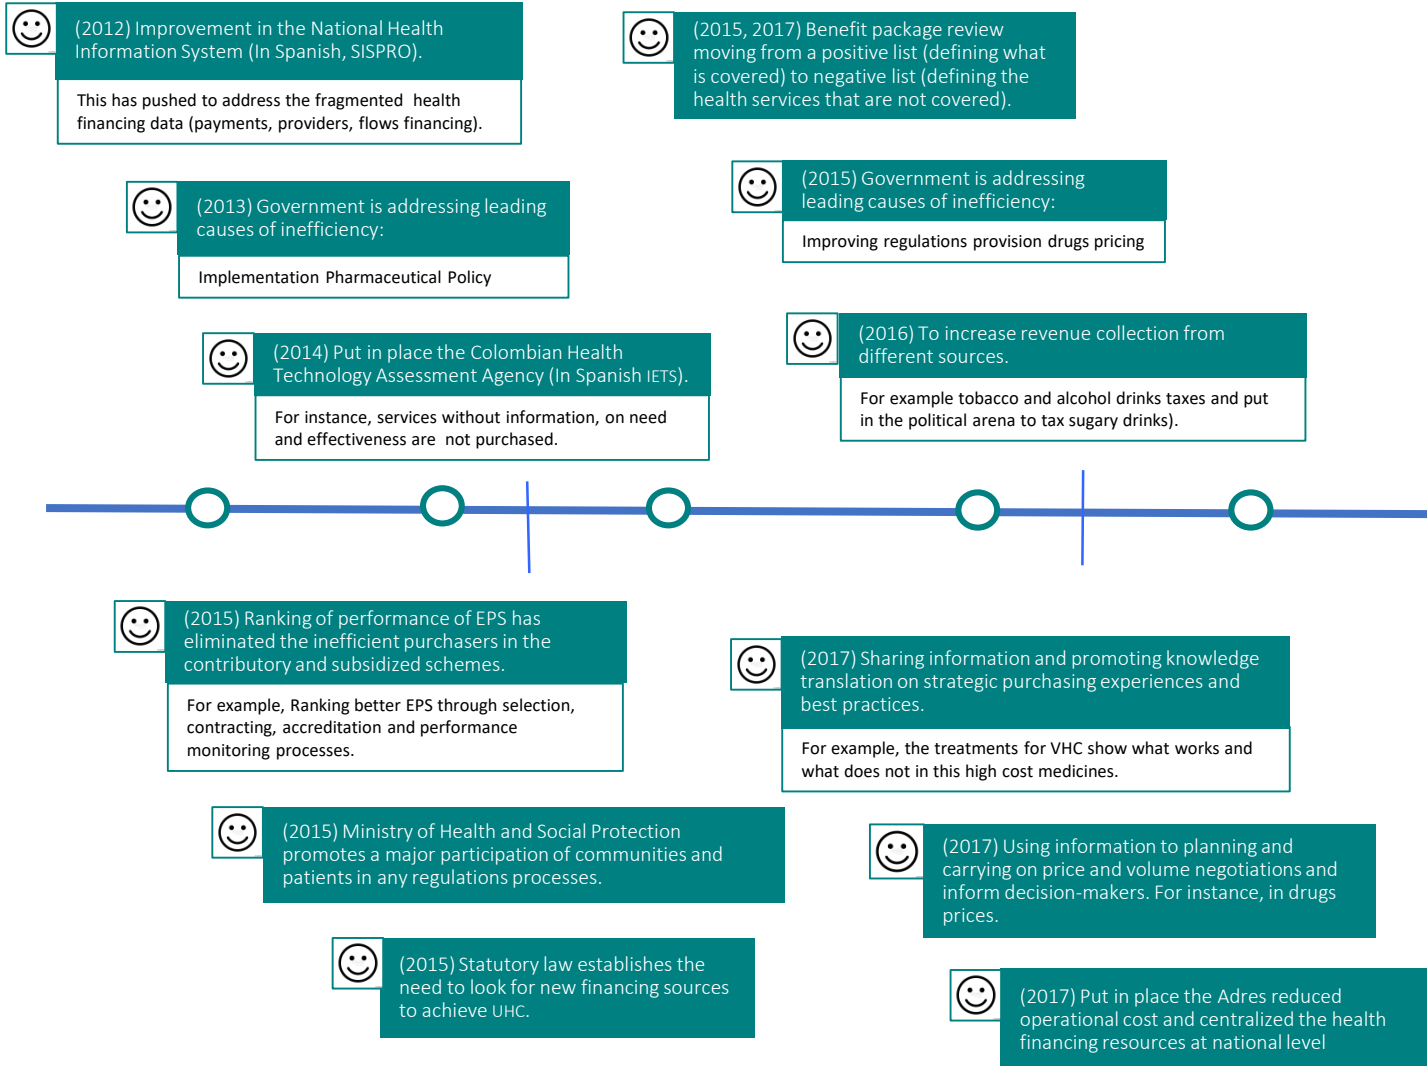 (2012) Improvement in the National Health
Information System (In Spanish, SISPRO).
This has pushed to address the fragmented health
financing data (payments, providers, flows financing).
(2013) Government is addressing leading
causes of inefficiency:
Implementation Pharmaceutical Policy
(2014) Put in place the Colombian Health
Technology Assessment Agency (In Spanish IETS).
For instance, services without information, on need
and effectiveness are not purchased.
(2015, 2017) Benefit package review
moving from a positive list (defining what
is covered) to negative list (defining the
health services that are not covered).
(2015) Government is addressing
leading causes of inefficiency:
Improving regulations provision drugs pricing
(2016) To increase revenue collection from
different sources.
For example tobacco and alcohol drinks taxes and put
in the political arena to tax sugary drinks).
(2015) Ranking of performance of EPS has
eliminated the inefficient purchasers in the
contributory and subsidized schemes.
For example, Ranking better EPS through selection,
contracting, accreditation and performance
monitoring processes.
(2015) Ministry of Health and Social Protection
promotes a major participation of communities and
patients in any regulations processes.
(2015) Statutory law establishes the
need to look for new financing sources
to achieve UHC.
(2017) Sharing information and promoting knowledge
translation on strategic purchasing experiences and
best practices.
For example, the treatments for VHC show what works and
what does not in this high cost medicines.
(2017) Using information to planning and
carrying on price and volume negotiations and
inform decision-makers. For instance, in drugs
prices.
(2017) Put in place the Adres reduced
operational cost and centralized the health
financing resources at national level